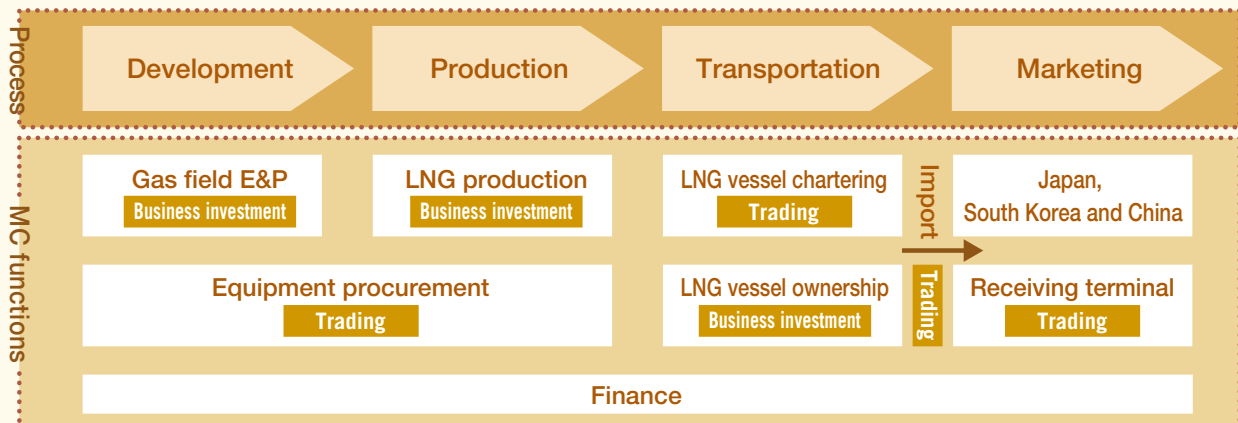 Process
Development
Production
Transportation
Marketing
MC functions
Gas field E&P
Business investment
LNG production
Business investment
LNG vessel chartering
Trading
Import
Trading
Japan,
South Korea and China
Equipment procurement
Trading
LNG vessel ownership
Business investment
Receiving terminal
Trading
Finance